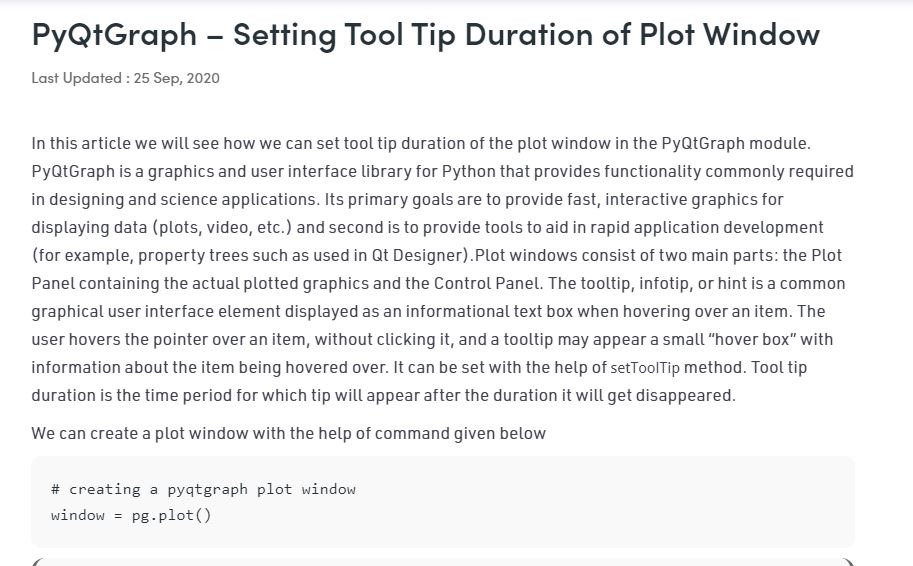 PyQtGraph – Setting Tool Tip Duration of Plot Window
Last Updated : 25 Sep, 2020
In this article we will see how we can set tool tip duration of the plot window in the PyQtGraph module.
PyQtGraph is a graphics and user interface library for Python that provides functionality commonly required
in designing and science applications. Its primary goals are to provide fast, interactive graphics for
displaying data (plots, video, etc.) and second is to provide tools to aid in rapid application development
(for example, property trees such as used in Qt Designer).Plot windows consist of two main parts: the Plot
Panel containing the actual plotted graphics and the Control Panel. The tooltip, infotip, or hint is a common
graphical user interface element displayed as an informational text box when hovering over an item. The
user hovers the pointer over an item, without clicking it, and a tooltip may appear a small “hover box” with
information about the item being hovered over. It can be set with the help of setToolTip method. Tool tip
duration is the time period for which tip will appear after the duration it will get disappeared.
We can create a plot window with the help of command given below
# creating a pyqtgraph plot window
window = pg.plot()